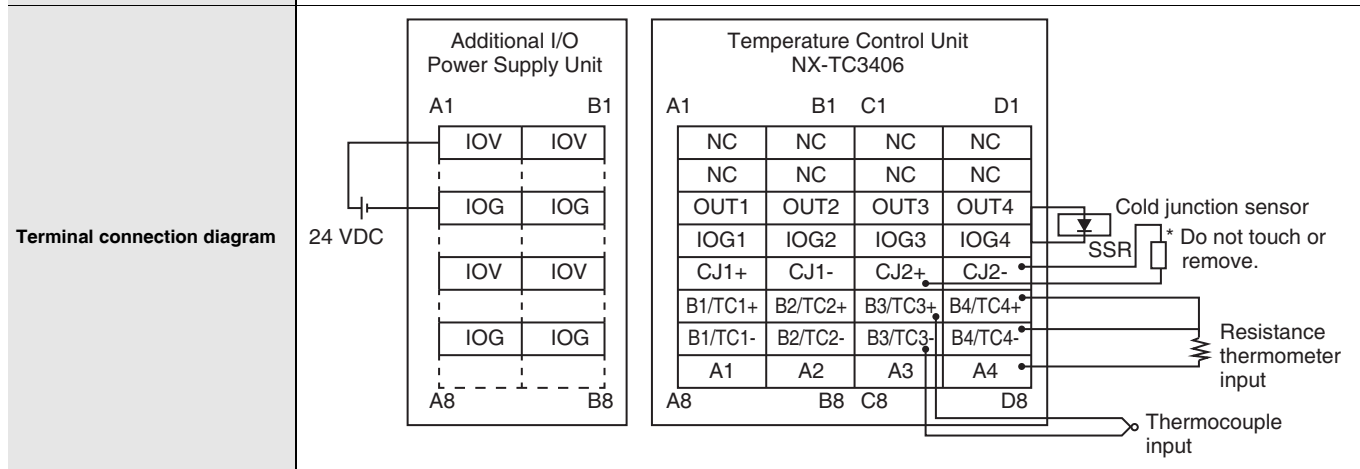 Terminal connection diagram
24 VDC
Additional I/O
Power Supply Unit
A1 B1
IOV IOV
IOG IOG
IOV IOV
IOG IOG
A8 B8
Temperature Control Unit
NX-TC3406
A1 B1 C1 D1
NC NC NC NC
NC NC NC NC
OUT1 OUT2 OUT3 OUT4
IOG1 IOG2 IOG3 IOG4
CJ1+ CJ1- CJ2+ CJ2-
B1/TC1+ B2/TC2+ B3/TC3+ B4/TC4+
B1/TC1- B2/TC2- B3/TC3- B4/TC4-
A1 A2 A3 A4
A8 B8 C8 D8
SSR
Cold junction sensor
* Do not touch or
remove.
Resistance
thermometer
input
Thermocouple
input